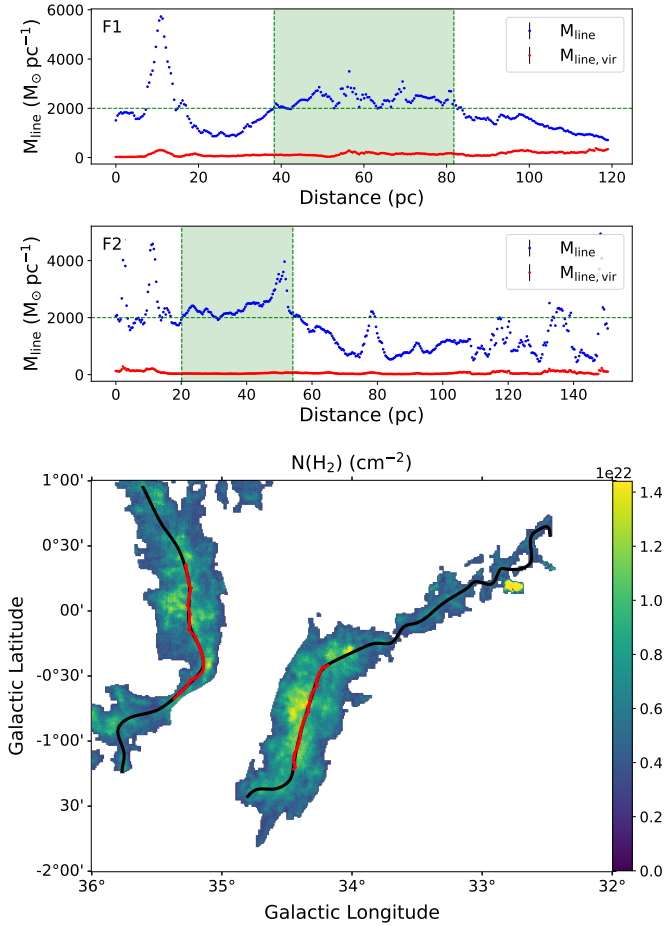 F1
M_line
M_line, vir
6000
4000
2000
0
M_line (M_⊙ pc⁻¹)
0 20 40 60 80 100 120
Distance (pc)
F2
M_line
M_line, vir
4000
2000
0
M_line (M_⊙ pc⁻¹)
0 20 40 60 80 100 120 140
Distance (pc)
N(H₂) (cm⁻²)
1e22
1°00'
0°30'
00'
-0°30'
-1°00'
30'
-2°00'
Galactic Latitude
36° 35° 34° 33° 32°
Galactic Longitude
1.4
1.2
1.0
0.8
0.6
0.4
0.2
0.0